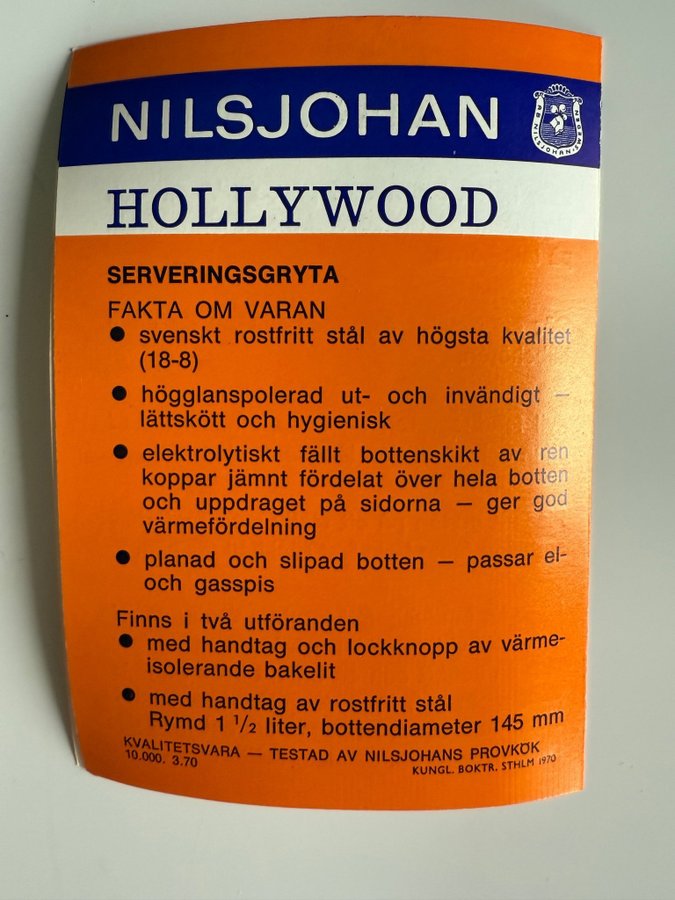 NILSJOHAN
AB NILSJOHAN · SWEDEN
HOLLYWOOD
SERVERINGSGRYTA
FAKTA OM VARAN
● svenskt rostfritt stål av högsta kvalitet
(18-8)
● högglanspolerad ut- och invändigt –
lättskött och hygienisk
● elektrolytiskt fällt bottenskikt av ren
koppar jämnt fördelat över hela botten
och uppdraget på sidorna – ger god
värmefördelning
● planad och slipad botten – passar el-
och gasspis
Finns i två utföranden
● med handtag och lockknopp av värme-
isolerande bakelit
● med handtag av rostfritt stål
Rymd 1 1/2 liter, bottendiameter 145 mm
KVALITETSVARA — TESTAD AV NILSJOHANS PROVKÖK
10.000. 3.70
KUNGL. BOKTR. STHLM 1970